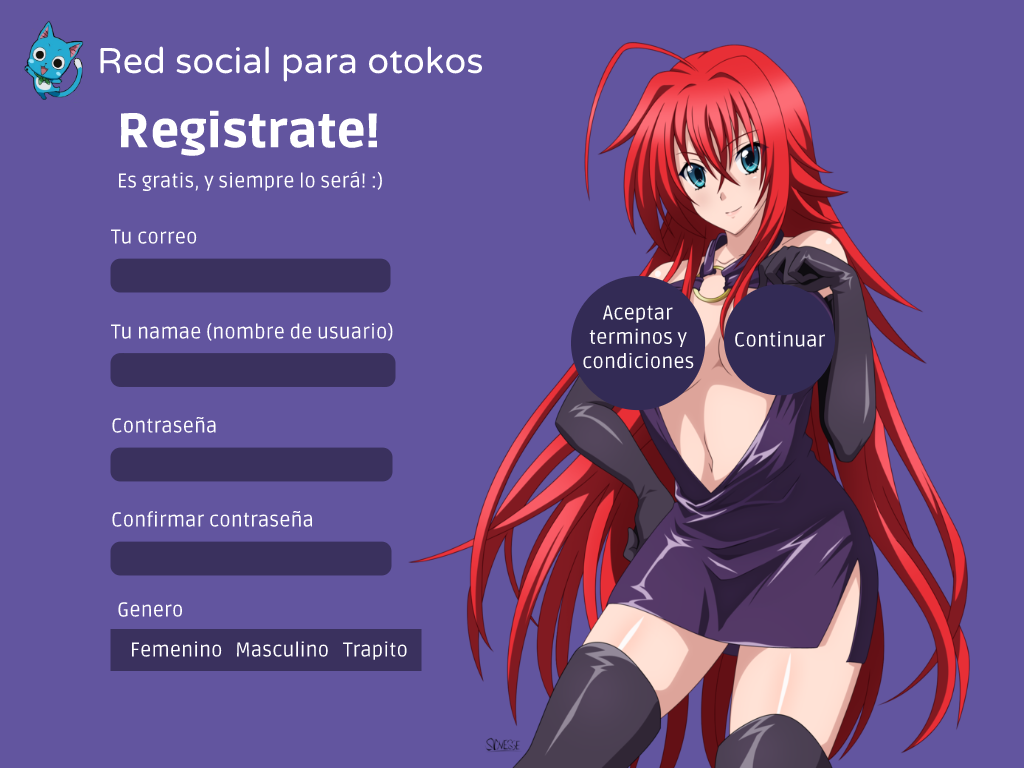 Red social para otokos
Registrate!
Es gratis, y siempre lo será! :)
Tu correo
Tu namae (nombre de usuario)
Contraseña
Confirmar contraseña
Genero
Femenino Masculino Trapito
Aceptar
terminos y
condiciones
Continuar